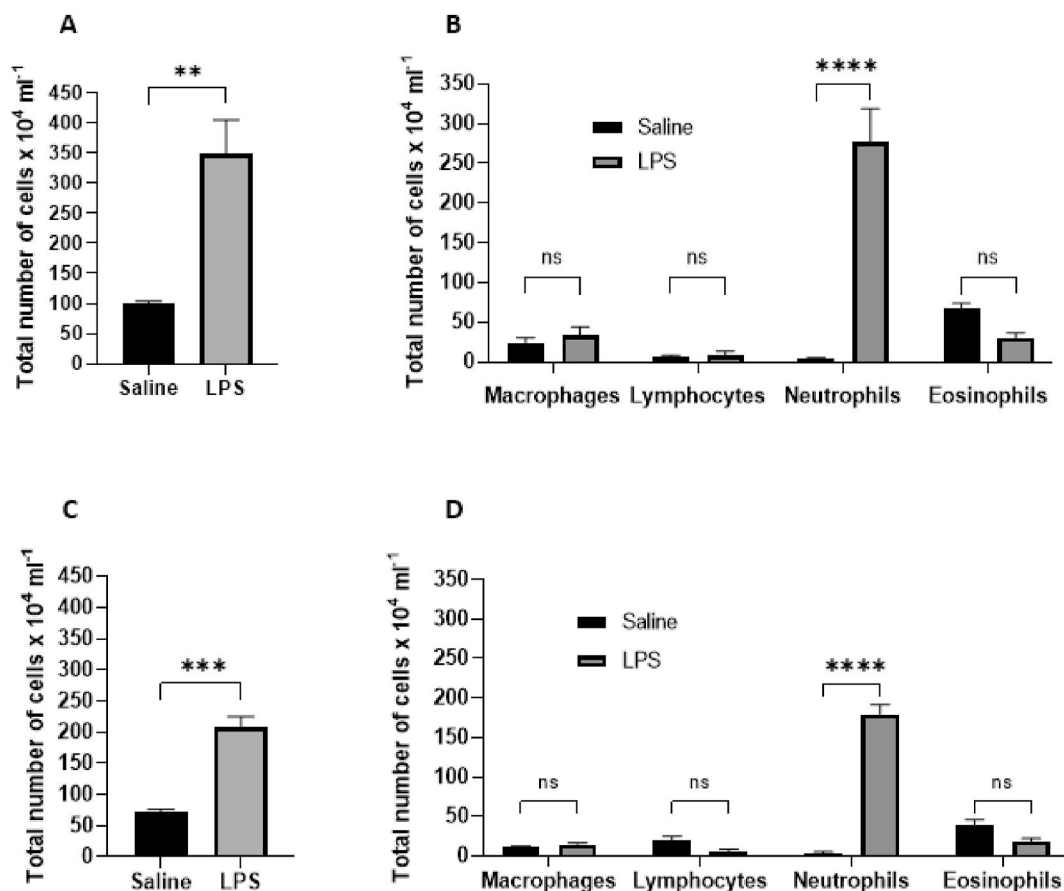 A
Total number of cells x 10⁴ ml⁻¹
450
400
350
300
250
200
150
100
50
0
**
Saline
LPS
B
Total number of cells x 10⁴ ml⁻¹
350
300
250
200
150
100
50
0
Saline
LPS
ns
ns
****
ns
Macrophages
Lymphocytes
Neutrophils
Eosinophils
C
Total number of cells x 10⁴ ml⁻¹
450
400
350
300
250
200
150
100
50
0
***
Saline
LPS
D
Total number of cells x 10⁴ ml⁻¹
350
300
250
200
150
100
50
0
Saline
LPS
ns
ns
****
ns
Macrophages
Lymphocytes
Neutrophils
Eosinophils